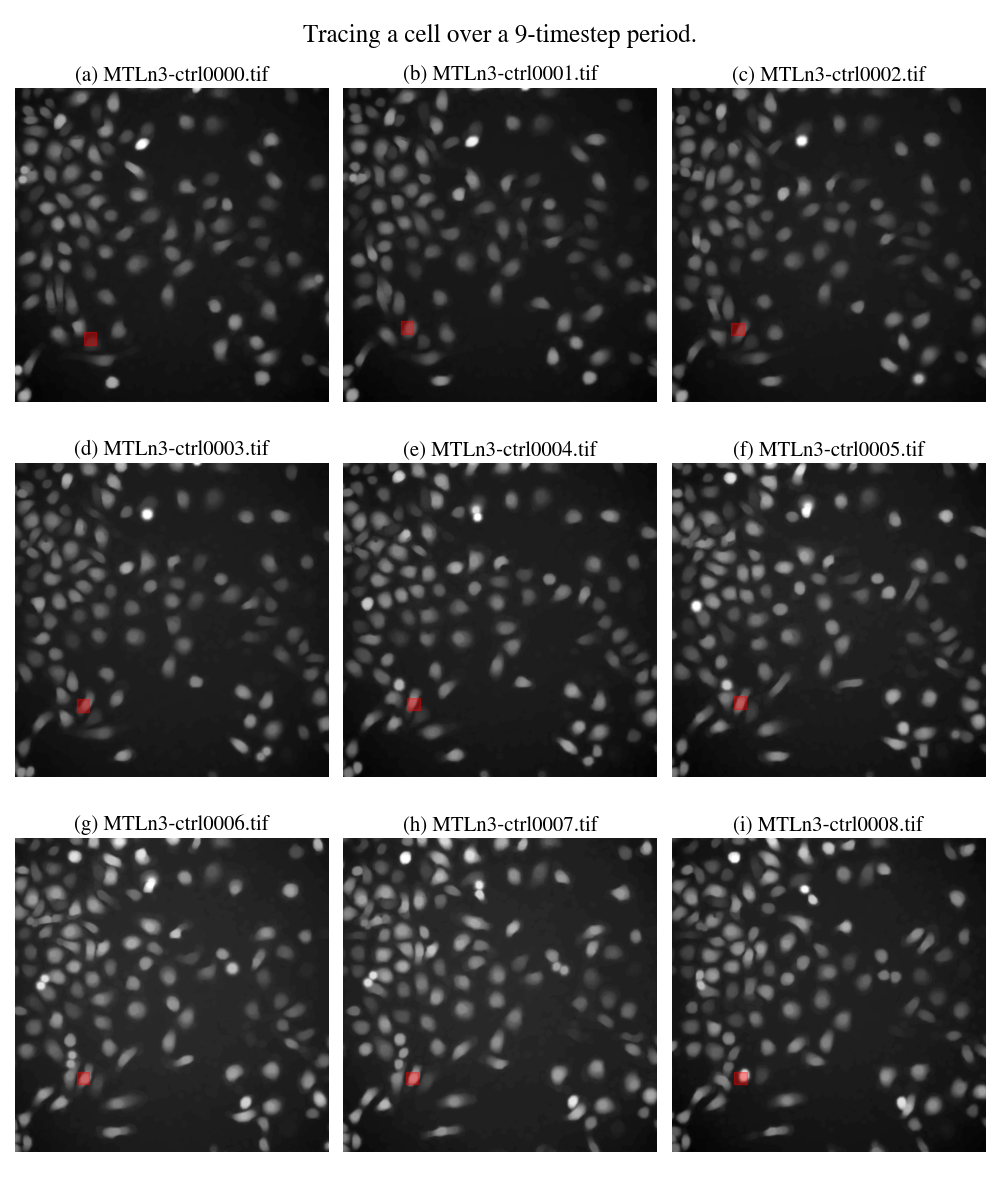 Tracing a cell over a 9-timestep period.
(a) MTLn3-ctrl0000.tif
(b) MTLn3-ctrl0001.tif
(c) MTLn3-ctrl0002.tif
(d) MTLn3-ctrl0003.tif
(e) MTLn3-ctrl0004.tif
(f) MTLn3-ctrl0005.tif
(g) MTLn3-ctrl0006.tif
(h) MTLn3-ctrl0007.tif
(i) MTLn3-ctrl0008.tif